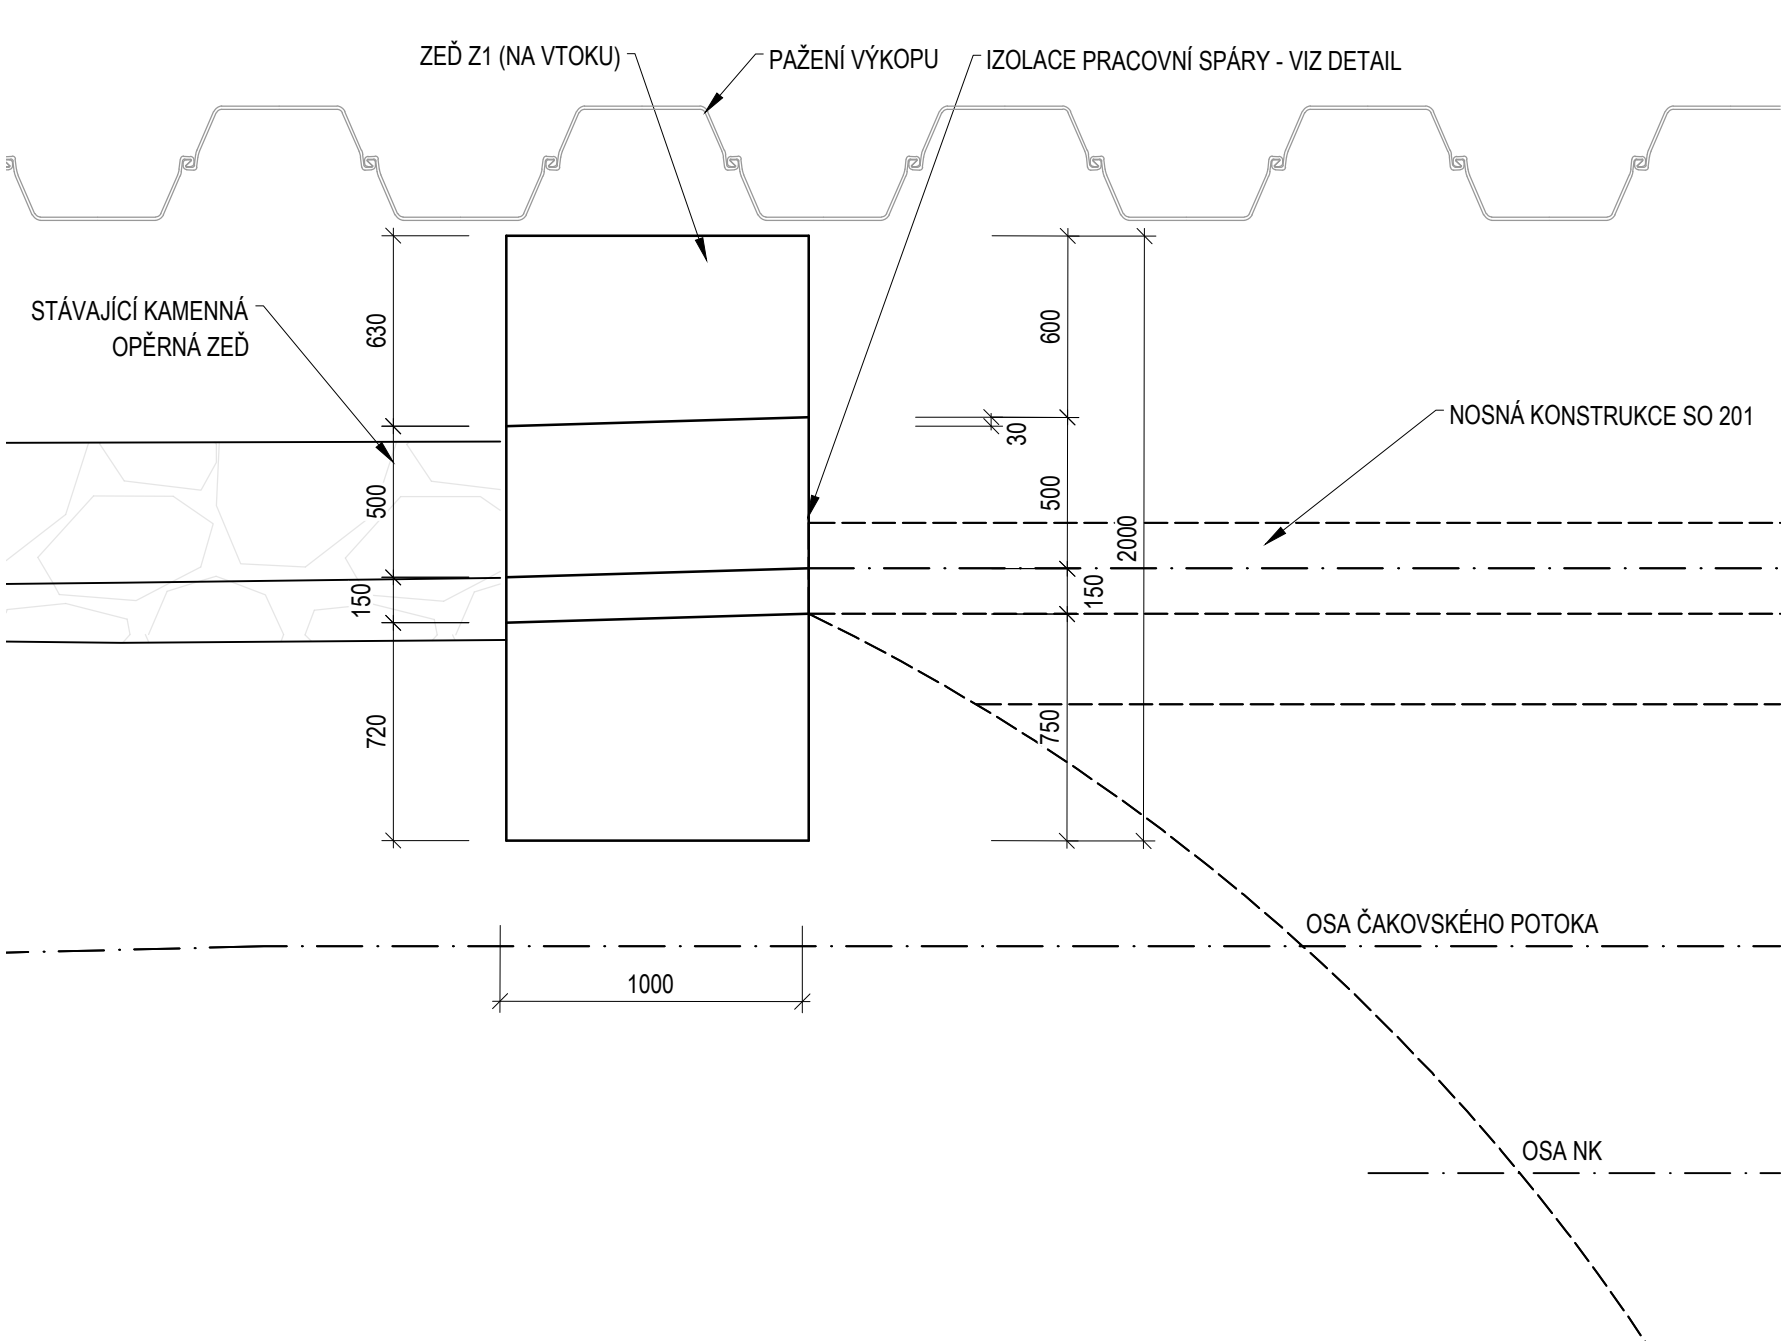 ZEĎ Z1 (NA VTOKU)
PAŽENÍ VÝKOPU
IZOLACE PRACOVNÍ SPÁRY - VIZ DETAIL
STÁVAJÍCÍ KAMENNÁ
OPĚRNÁ ZEĎ
630
500
150
720
600
30
500
2000
150
750
NOSNÁ KONSTRUKCE SO 201
OSA ČAKOVSKÉHO POTOKA
1000
OSA NK